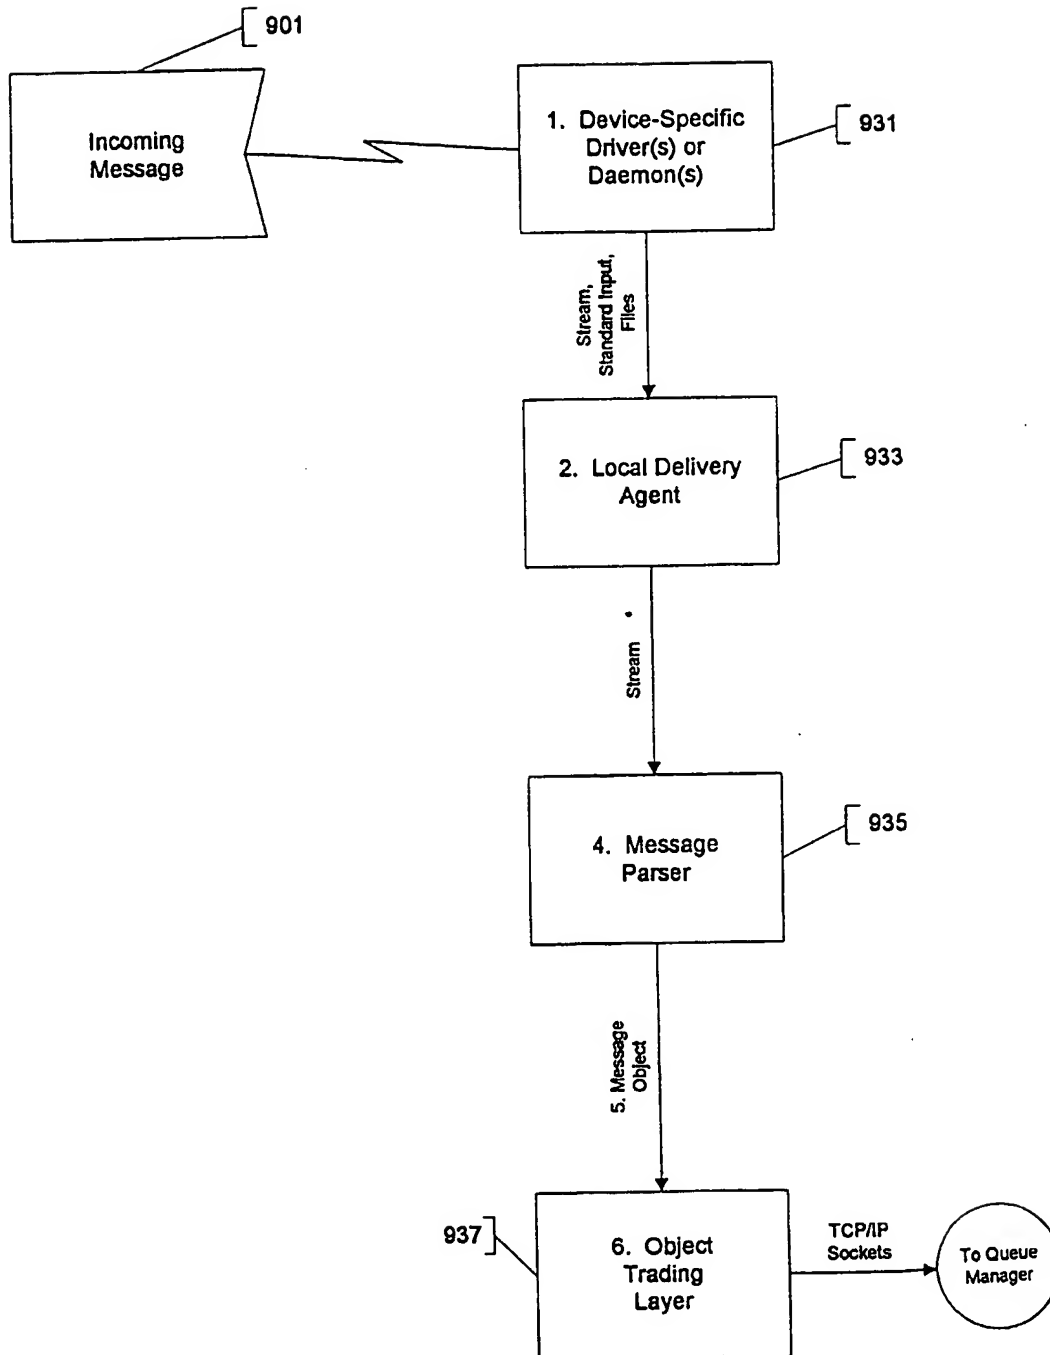 901
Incoming
Message
1. Device-Specific
Driver(s) or
Daemon(s)
931
Stream,
Standard Input,
Files
2. Local Delivery
Agent
933
Stream
4. Message
Parser
935
5. Message
Object
937
6. Object
Trading
Layer
TCP/IP
Sockets
To Queue
Manager